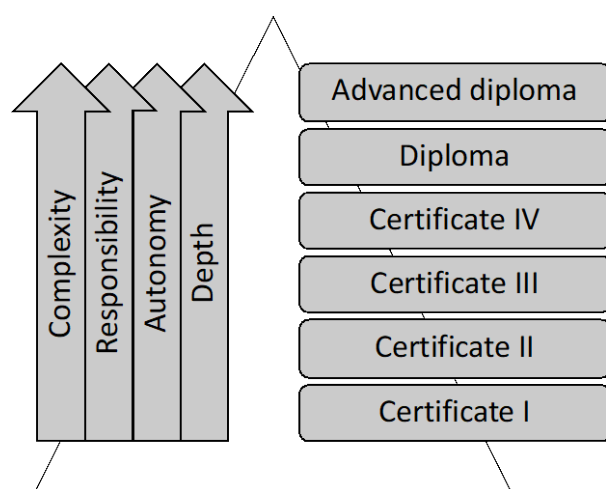 Complexity
Responsibility
Autonomy
Depth
Advanced diploma
Diploma
Certificate IV
Certificate III
Certificate II
Certificate I